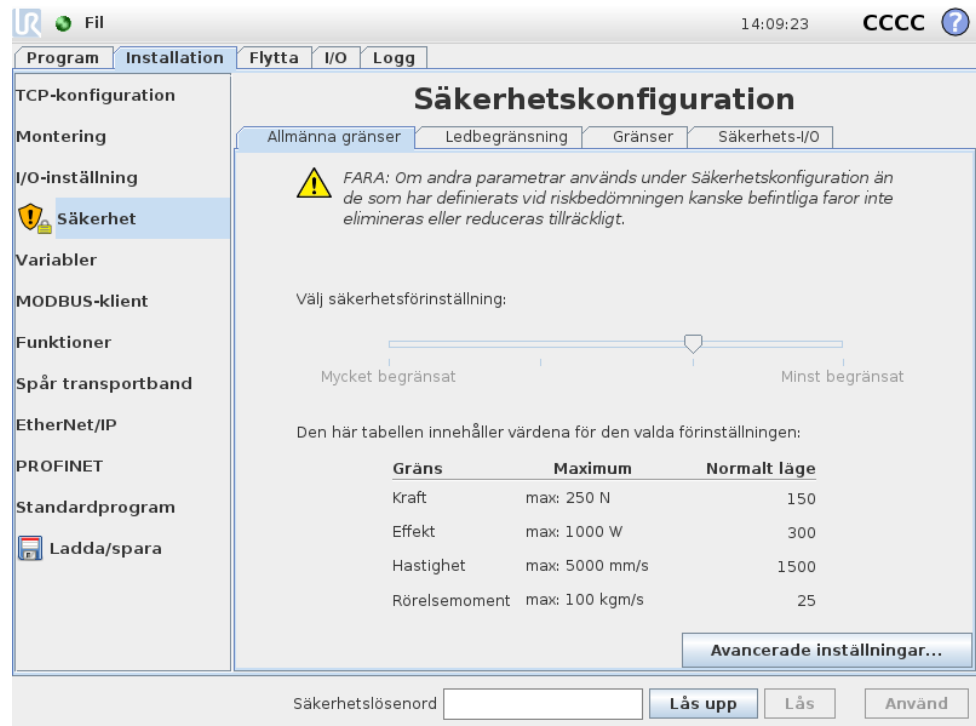 UR Fil 14:09:23 CCCC ?
Program Installation Flytta I/O Logg
TCP-konfiguration
Montering
I/O-inställning
Säkerhet
Variabler
MODBUS-klient
Funktioner
Spår transportband
EtherNet/IP
PROFINET
Standardprogram
Ladda/spara
Säkerhetskonfiguration
Allmänna gränser Ledbegränsning Gränser Säkerhets-I/O
FARA: Om andra parametrar används under Säkerhetskonfiguration än
de som har definierats vid riskbedömningen kanske befintliga faror inte
elimineras eller reduceras tillräckligt.
Välj säkerhetsförinställning:
Mycket begränsat Minst begränsat
Den här tabellen innehåller värdena för den valda förinställningen:
Gräns Maximum Normalt läge
Kraft max: 250 N 150
Effekt max: 1000 W 300
Hastighet max: 5000 mm/s 1500
Rörelsemoment max: 100 kgm/s 25
Avancerade inställningar...
Säkerhetslösenord Lås upp Lås Använd